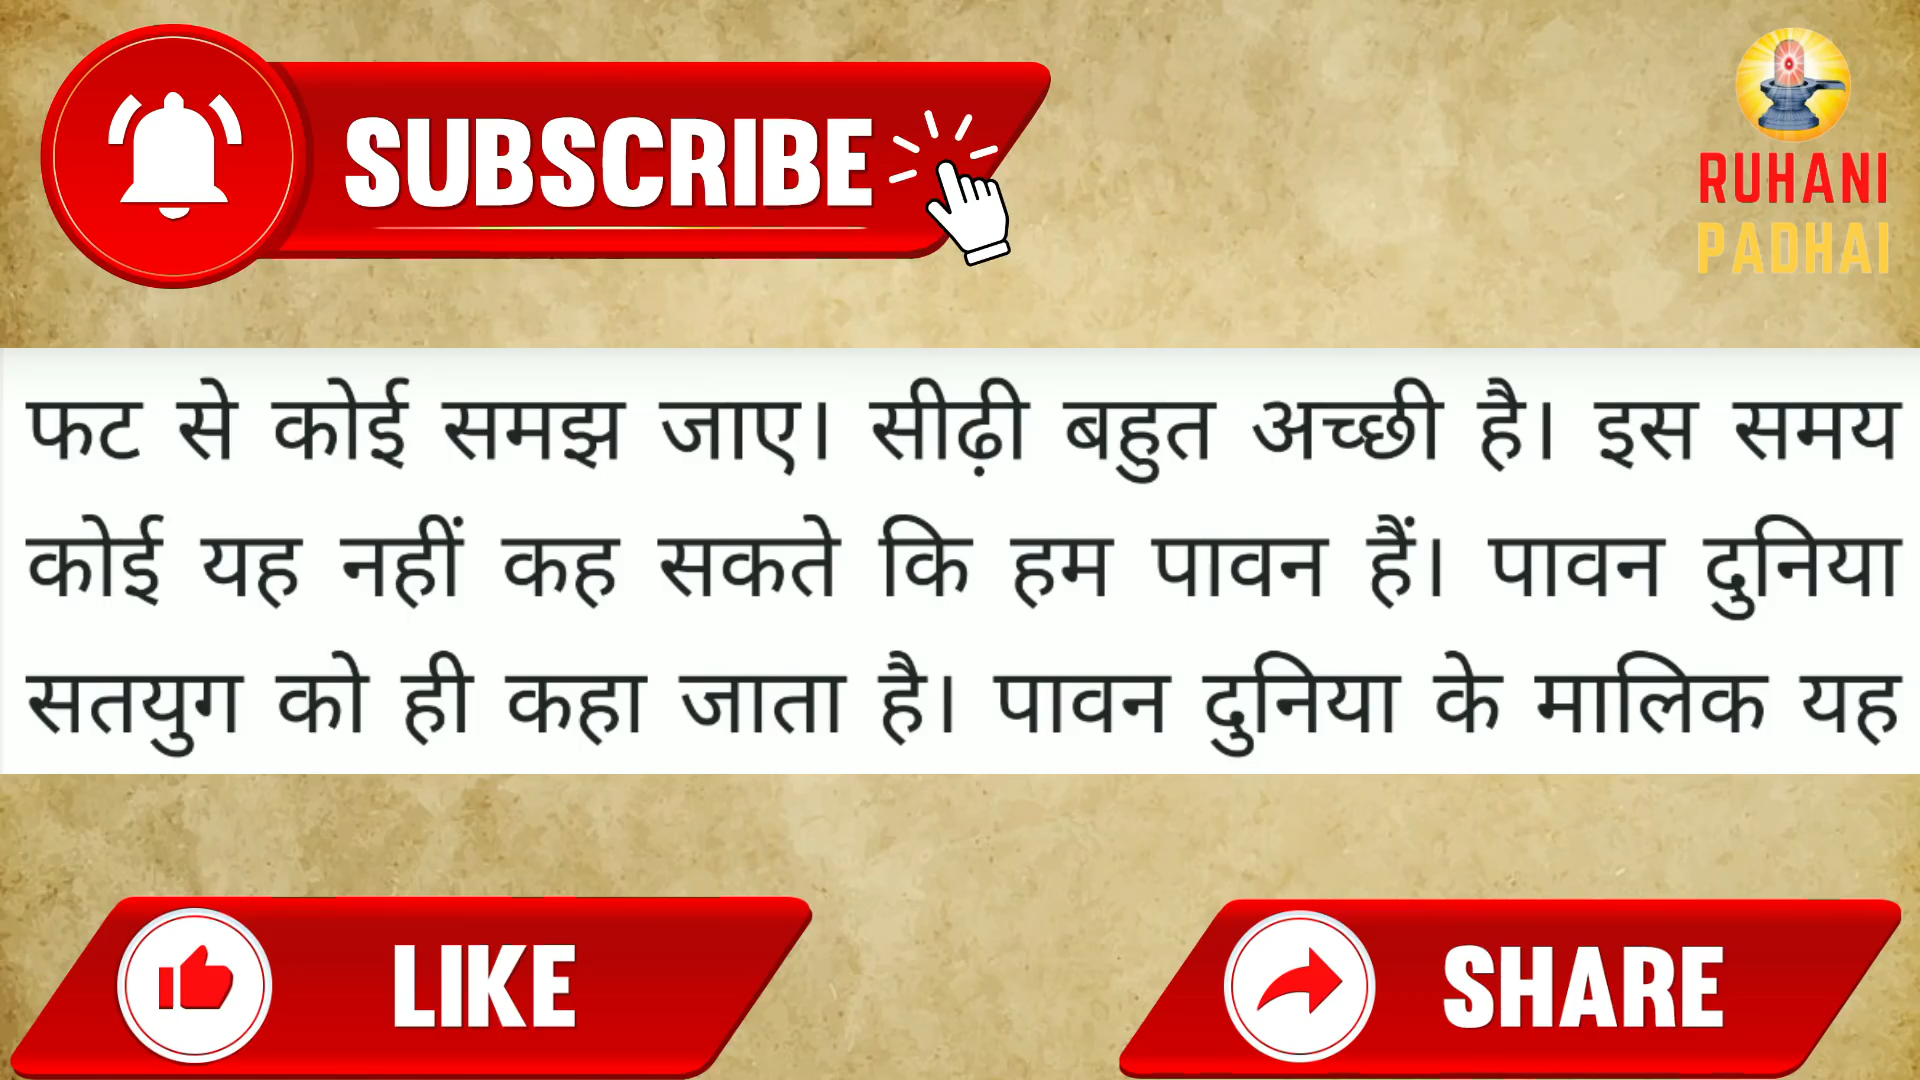 SUBSCRIBE
RUHANI
PADHAI
फट से कोई समझ जाए। सीढ़ी बहुत अच्छी है। इस समय
कोई यह नहीं कह सकते कि हम पावन हैं। पावन दुनिया
सतयुग को ही कहा जाता है। पावन दुनिया के मालिक यह
LIKE
SHARE